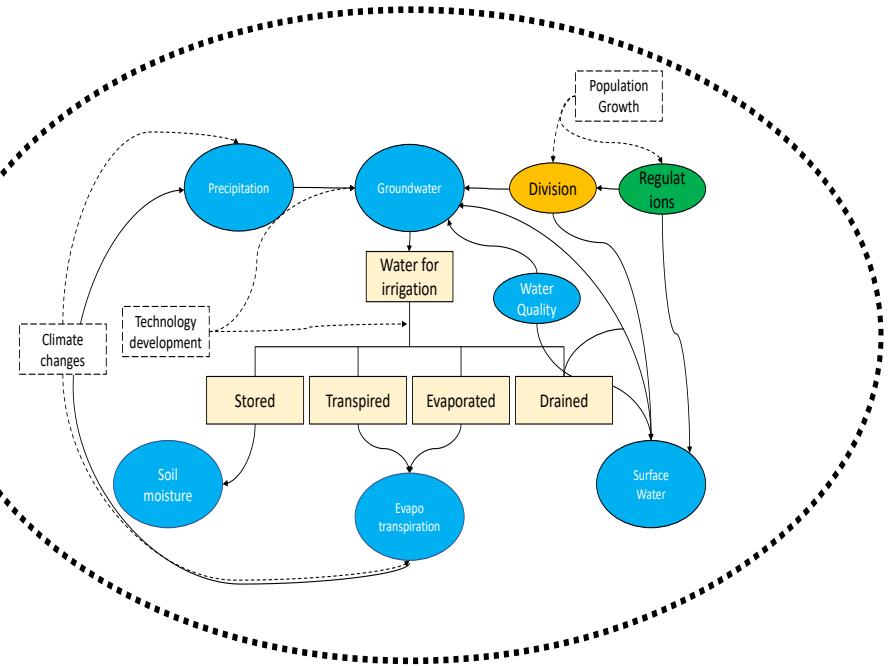 Population
Growth
Precipitation
Groundwater
Division
Regulat
ions
Water for
irrigation
Water
Quality
Technology
development
Climate
changes
Stored
Transpired
Evaporated
Drained
Soil
moisture
Evapo
transpiration
Surface
Water